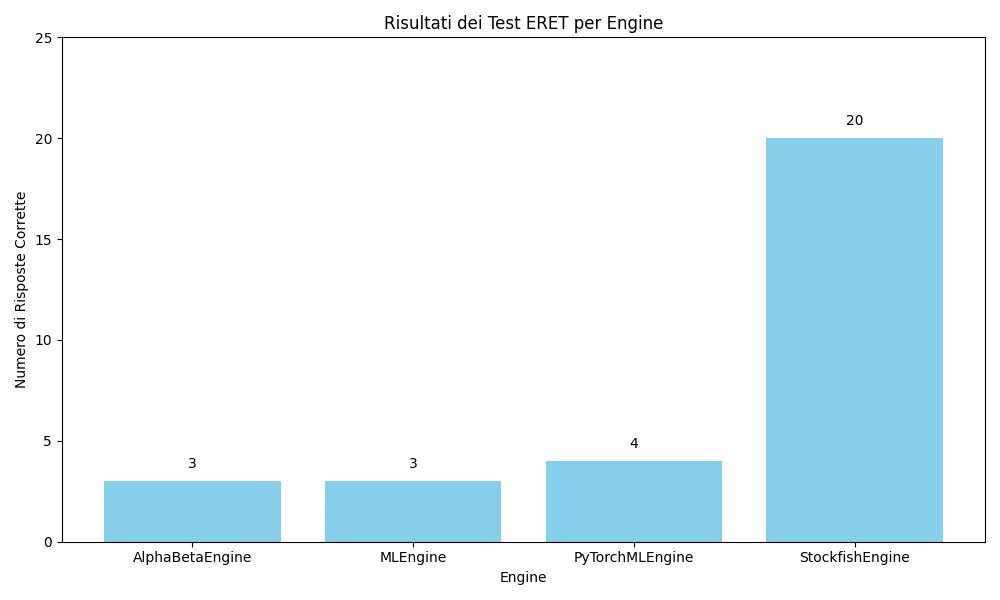 Risultati dei Test ERET per Engine
Numero di Risposte Corrette
25
20
15
10
5
0
3
3
4
20
AlphaBetaEngine
MLEngine
PyTorchMLEngine
StockfishEngine
Engine